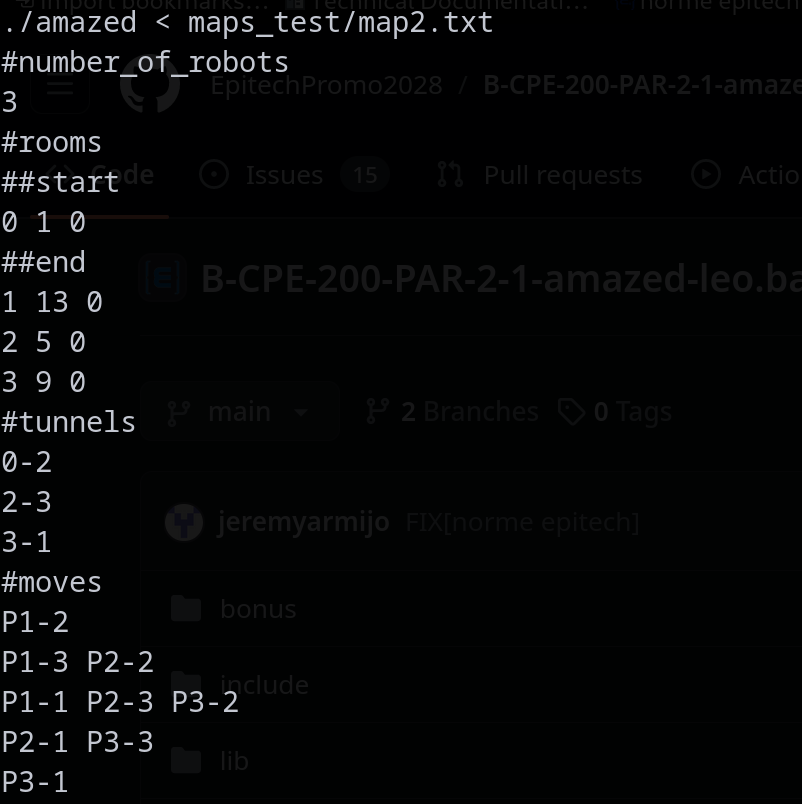 import bookmarks... Technical Documentati... norme epitech
./amazed < maps_test/map2.txt
#number_of_robots
EpitechPromo2028 / B-CPE-200-PAR-2-1-amaze
3
#rooms
Code Issues 15 Pull requests Actio
##start
0 1 0
##end
B-CPE-200-PAR-2-1-amazed-leo.ba
1 13 0
2 5 0
3 9 0
main 2 Branches 0 Tags
#tunnels
0-2
2-3
jeremyarmijo FIX[norme epitech]
3-1
#moves
bonus
P1-2
P1-3 P2-2
include
P1-1 P2-3 P3-2
P2-1 P3-3
lib
P3-1